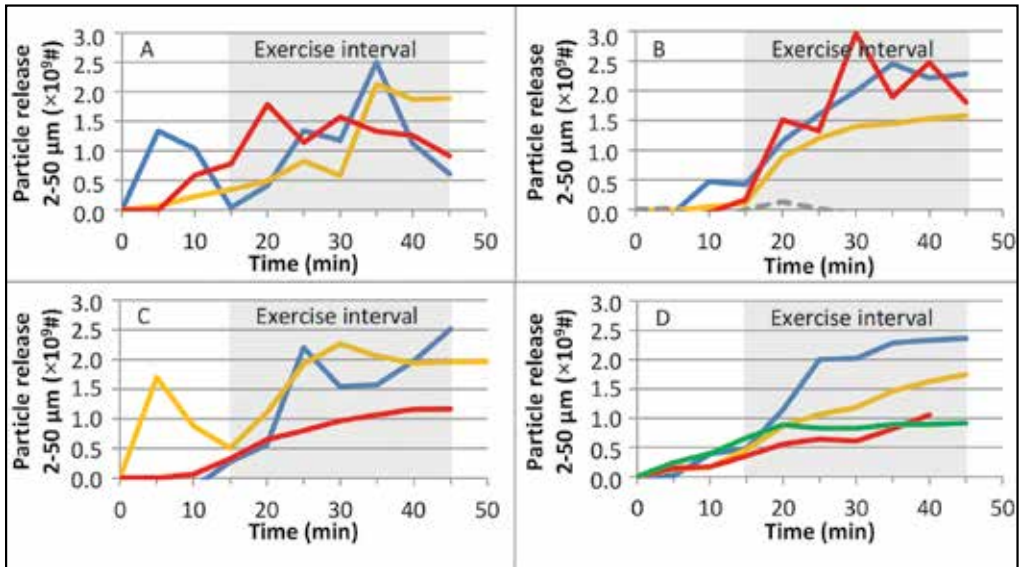 Particle release
2-50 µm (×10⁹#)
3.0
2.5
2.0
1.5
1.0
0.5
0.0
A
Exercise interval
0 10 20 30 40 50
Time (min)
Particle release
2-50 µm (×10⁹#)
3.0
2.5
2.0
1.5
1.0
0.5
0.0
B
Exercise interval
0 10 20 30 40 50
Time (min)
Particle release
2-50 µm (×10⁹#)
3.0
2.5
2.0
1.5
1.0
0.5
0.0
C
Exercise interval
0 10 20 30 40 50
Time (min)
Particle release
2-50 µm (×10⁹#)
3.0
2.5
2.0
1.5
1.0
0.5
0.0
D
Exercise interval
0 10 20 30 40 50
Time (min)